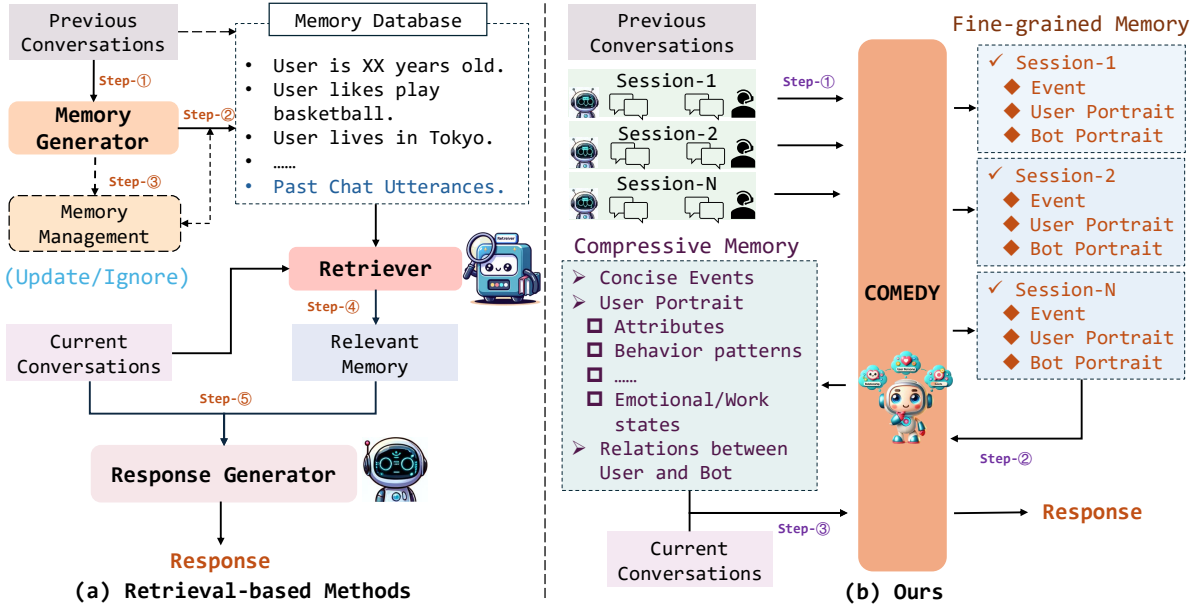 Previous
Conversations
Step-①
Memory
Generator
Step-②
Step-③
Memory
Management
(Update/Ignore)
Memory Database
• User is XX years old.
• User likes play
basketball.
• User lives in Tokyo.
• ……
• Past Chat Utterances.
Retriever
Retriever
Step-④
Current
Conversations
Relevant
Memory
Step-⑤
Response Generator
Response
(a) Retrieval-based Methods
Previous
Conversations
Session-1
Session-2
Session-N
Step-①
Compressive Memory
➢ Concise Events
➢ User Portrait
❑ Attributes
❑ Behavior patterns
❑ ……
❑ Emotional/Work
states
➢ Relations between
User and Bot
COMEDY
Fine-grained Memory
✓ Session-1
◆ Event
◆ User Portrait
◆ Bot Portrait
✓ Session-2
◆ Event
◆ User Portrait
◆ Bot Portrait
✓ Session-N
◆ Event
◆ User Portrait
◆ Bot Portrait
Step-②
Step-③
Current
Conversations
Response
(b) Ours